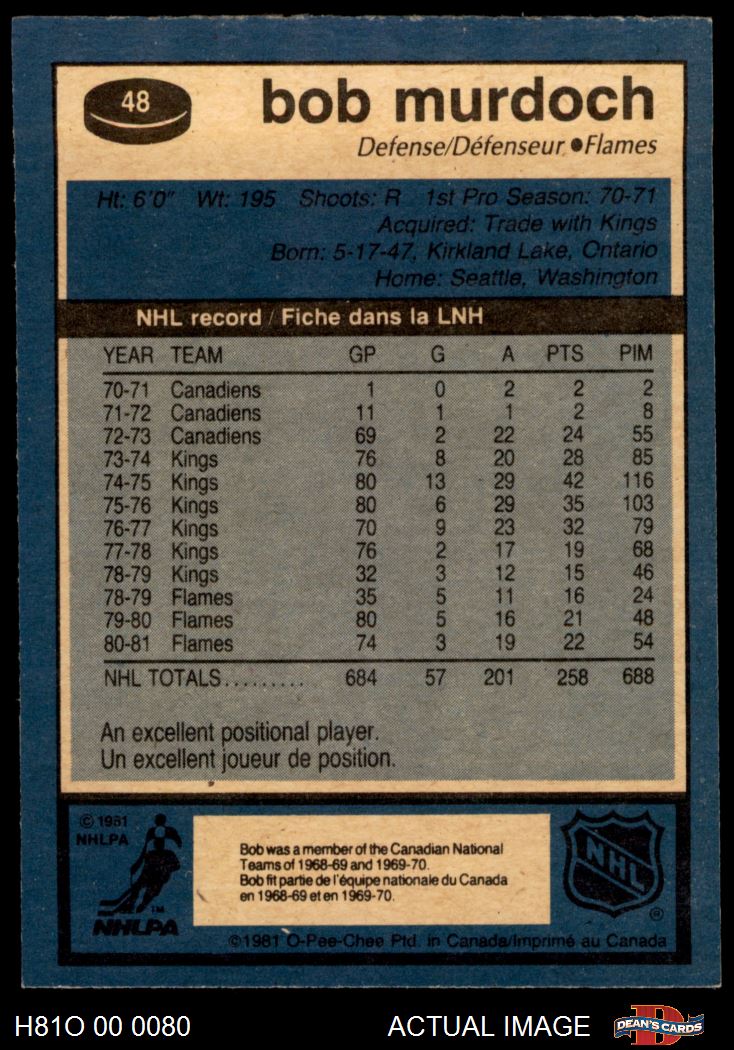 48
bob murdoch
Defense/Défenseur ●Flames
Ht: 6'0" Wt: 195 Shoots: R 1st Pro Season: 70-71
Acquired: Trade with Kings
Born: 5-17-47, Kirkland Lake, Ontario
Home: Seattle, Washington
NHL record / Fiche dans la LNH
YEAR TEAM GP G A PTS PIM
70-71 Canadiens 1 0 2 2 2
71-72 Canadiens 11 1 1 2 8
72-73 Canadiens 69 2 22 24 55
73-74 Kings 76 8 20 28 85
74-75 Kings 80 13 29 42 116
75-76 Kings 80 6 29 35 103
76-77 Kings 70 9 23 32 79
77-78 Kings 76 2 17 19 68
78-79 Kings 32 3 12 15 46
78-79 Flames 35 5 11 16 24
79-80 Flames 80 5 16 21 48
80-81 Flames 74 3 19 22 54
NHL TOTALS......... 684 57 201 258 688
An excellent positional player.
Un excellent joueur de position.
© 1981
NHLPA
TM
NHLPA
Bob was a member of the Canadian National
Teams of 1968-69 and 1969-70.
Bob fit partie de l'équipe nationale du Canada
en 1968-69 et en 1969-70.
NHL
®
©1981 O-Pee-Chee Ptd. in Canada/Imprimé au Canada
H81O 00 0080
ACTUAL IMAGE
D
DEAN'S CARDS